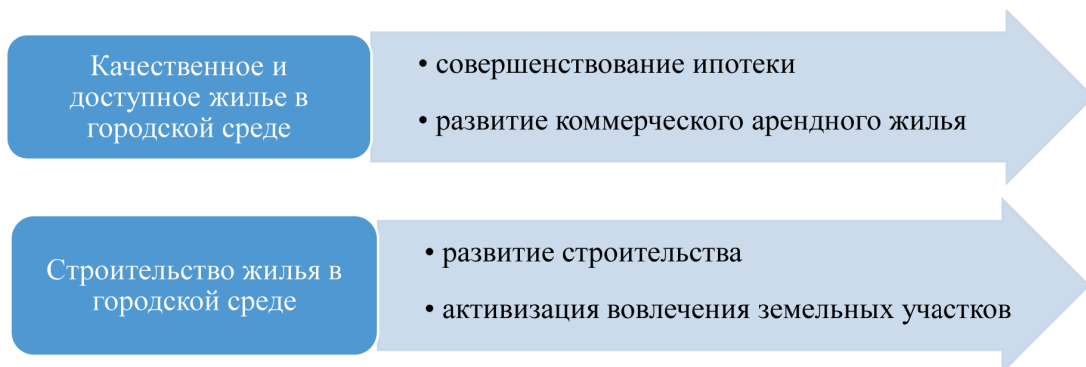 Качественное и
доступное жилье в
городской среде
• совершенствование ипотеки
• развитие коммерческого арендного жилья
Строительство жилья в
городской среде
• развитие строительства
• активизация вовлечения земельных участков